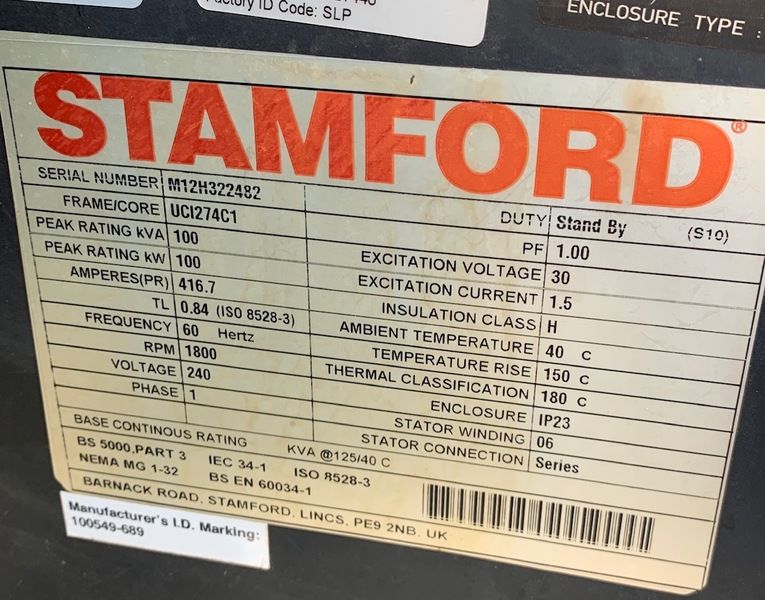 Factory ID Code: SLP
ENCLOSURE TYPE :
STAMFORD®
SERIAL NUMBER M12H322482
FRAME/CORE UCI274C1
PEAK RATING kVA 100
PEAK RATING kW 100
AMPERES(PR) 416.7
TL 0.84 (ISO 8528-3)
FREQUENCY 60 Hertz
RPM 1800
VOLTAGE 240
PHASE 1
DUTY Stand By (S10)
PF 1.00
EXCITATION VOLTAGE 30
EXCITATION CURRENT 1.5
INSULATION CLASS H
AMBIENT TEMPERATURE 40 C
TEMPERATURE RISE 150 C
THERMAL CLASSIFICATION 180 C
ENCLOSURE IP23
STATOR WINDING 06
STATOR CONNECTION Series
BASE CONTINOUS RATING KVA @125/40 C
BS 5000,PART 3 IEC 34-1 ISO 8528-3
NEMA MG 1-32 BS EN 60034-1
BARNACK ROAD, STAMFORD, LINCS, PE9 2NB, UK
Manufacturer's I.D. Marking:
100549-689